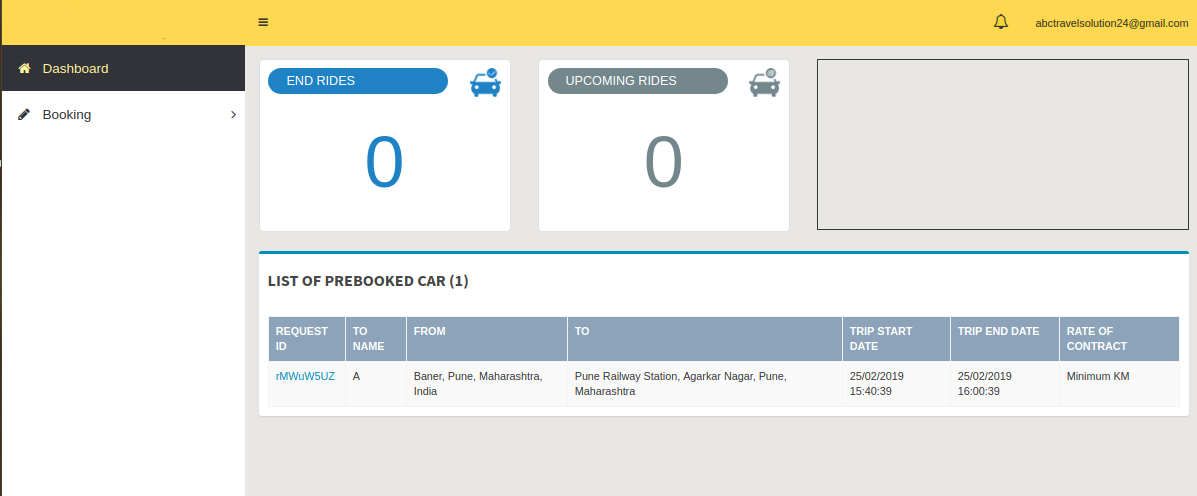 abctravelsolution24@gmail.com
Dashboard
Booking
END RIDES
0
UPCOMING RIDES
0
LIST OF PREBOOKED CAR (1)
REQUEST ID TO NAME FROM TO TRIP START DATE TRIP END DATE RATE OF CONTRACT
rMWuW5UZ A Baner, Pune, Maharashtra, India Pune Railway Station, Agarkar Nagar, Pune, Maharashtra 25/02/2019 15:40:39 25/02/2019 16:00:39 Minimum KM